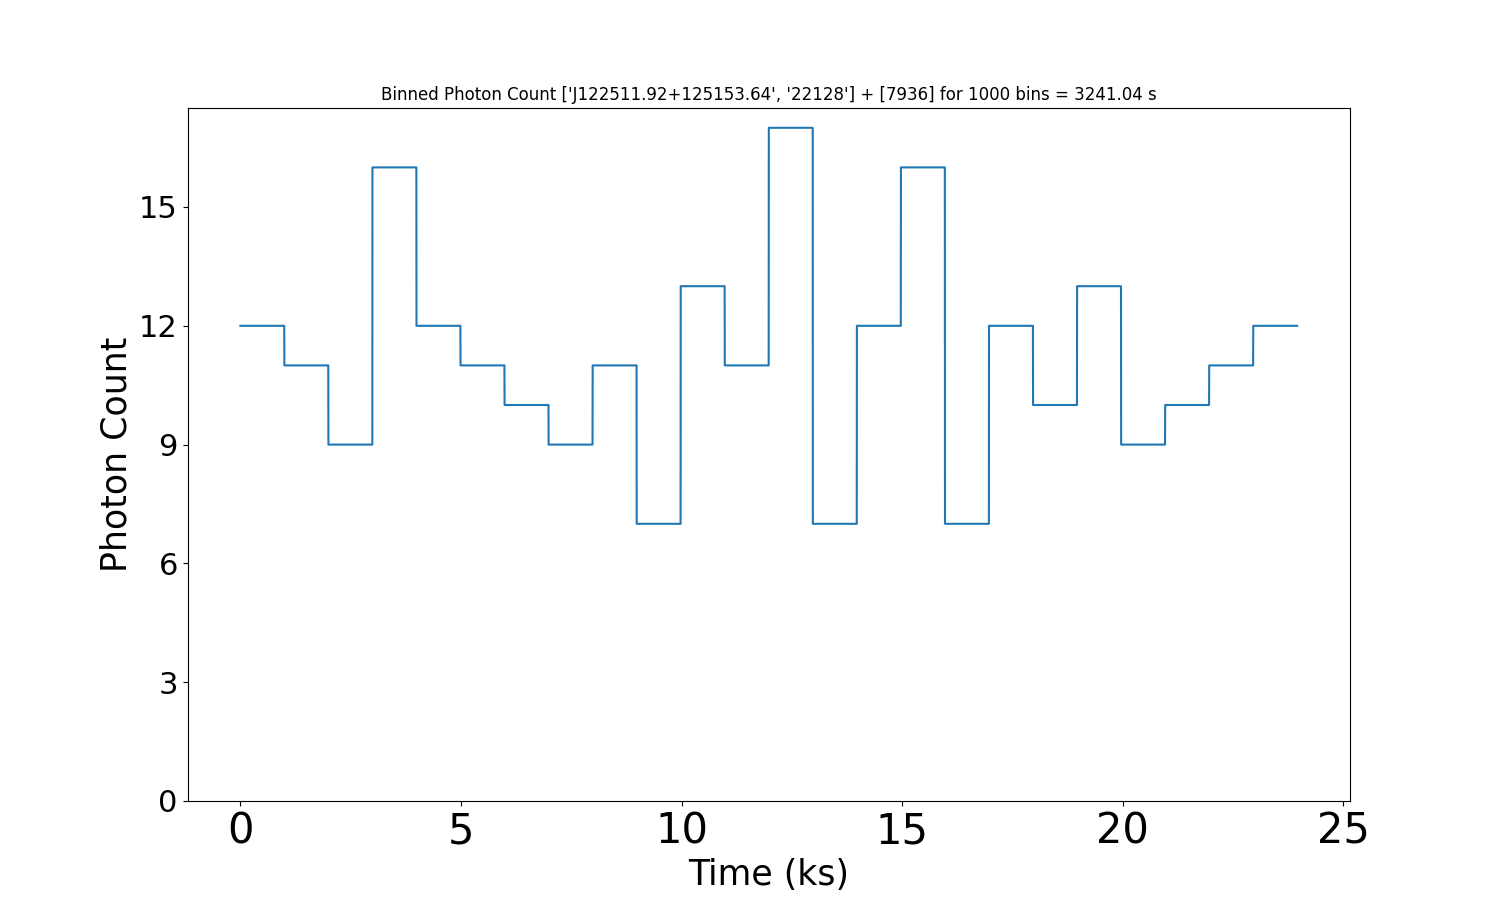 Binned Photon Count ['J122511.92+125153.64', '22128'] + [7936] for 1000 bins = 3241.04 s
Photon Count
15
12
9
6
3
0
0 5 10 15 20 25
Time (ks)